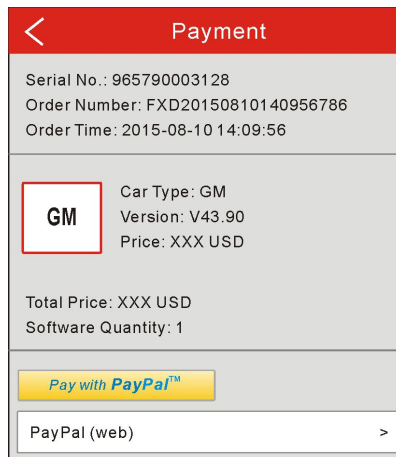 Payment
Serial No.: 965790003128
Order Number: FXD20150810140956786
Order Time: 2015-08-10 14:09:56
GM
Car Type: GM
Version: V43.90
Price: XXX USD
Total Price: XXX USD
Software Quantity: 1
Pay with PayPal™
PayPal (web) >